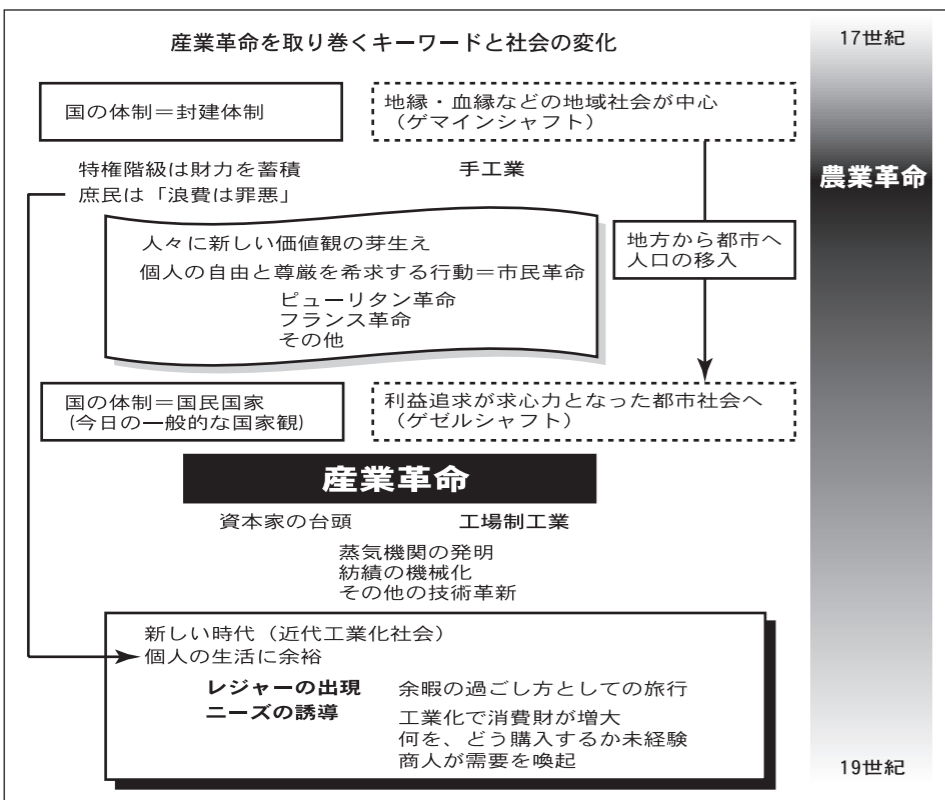 産業革命を取り巻くキーワードと社会の変化
17世紀
国の体制＝封建体制
地縁・血縁などの地域社会が中心
（ゲマインシャフト）
特権階級は財力を蓄積
庶民は「浪費は罪悪」
手工業
農業革命
人々に新しい価値観の芽生え
個人の自由と尊厳を希求する行動＝市民革命
ピューリタン革命
フランス革命
その他
地方から都市へ
人口の移入
国の体制＝国民国家
(今日の一般的な国家観)
利益追求が求心力となった都市社会へ
（ゲゼルシャフト）
産業革命
資本家の台頭
工場制工業
蒸気機関の発明
紡績の機械化
その他の技術革新
新しい時代（近代工業化社会）
個人の生活に余裕
レジャーの出現
余暇の過ごし方としての旅行
ニーズの誘導
工業化で消費財が増大
何を、どう購入するか未経験
商人が需要を喚起
19世紀